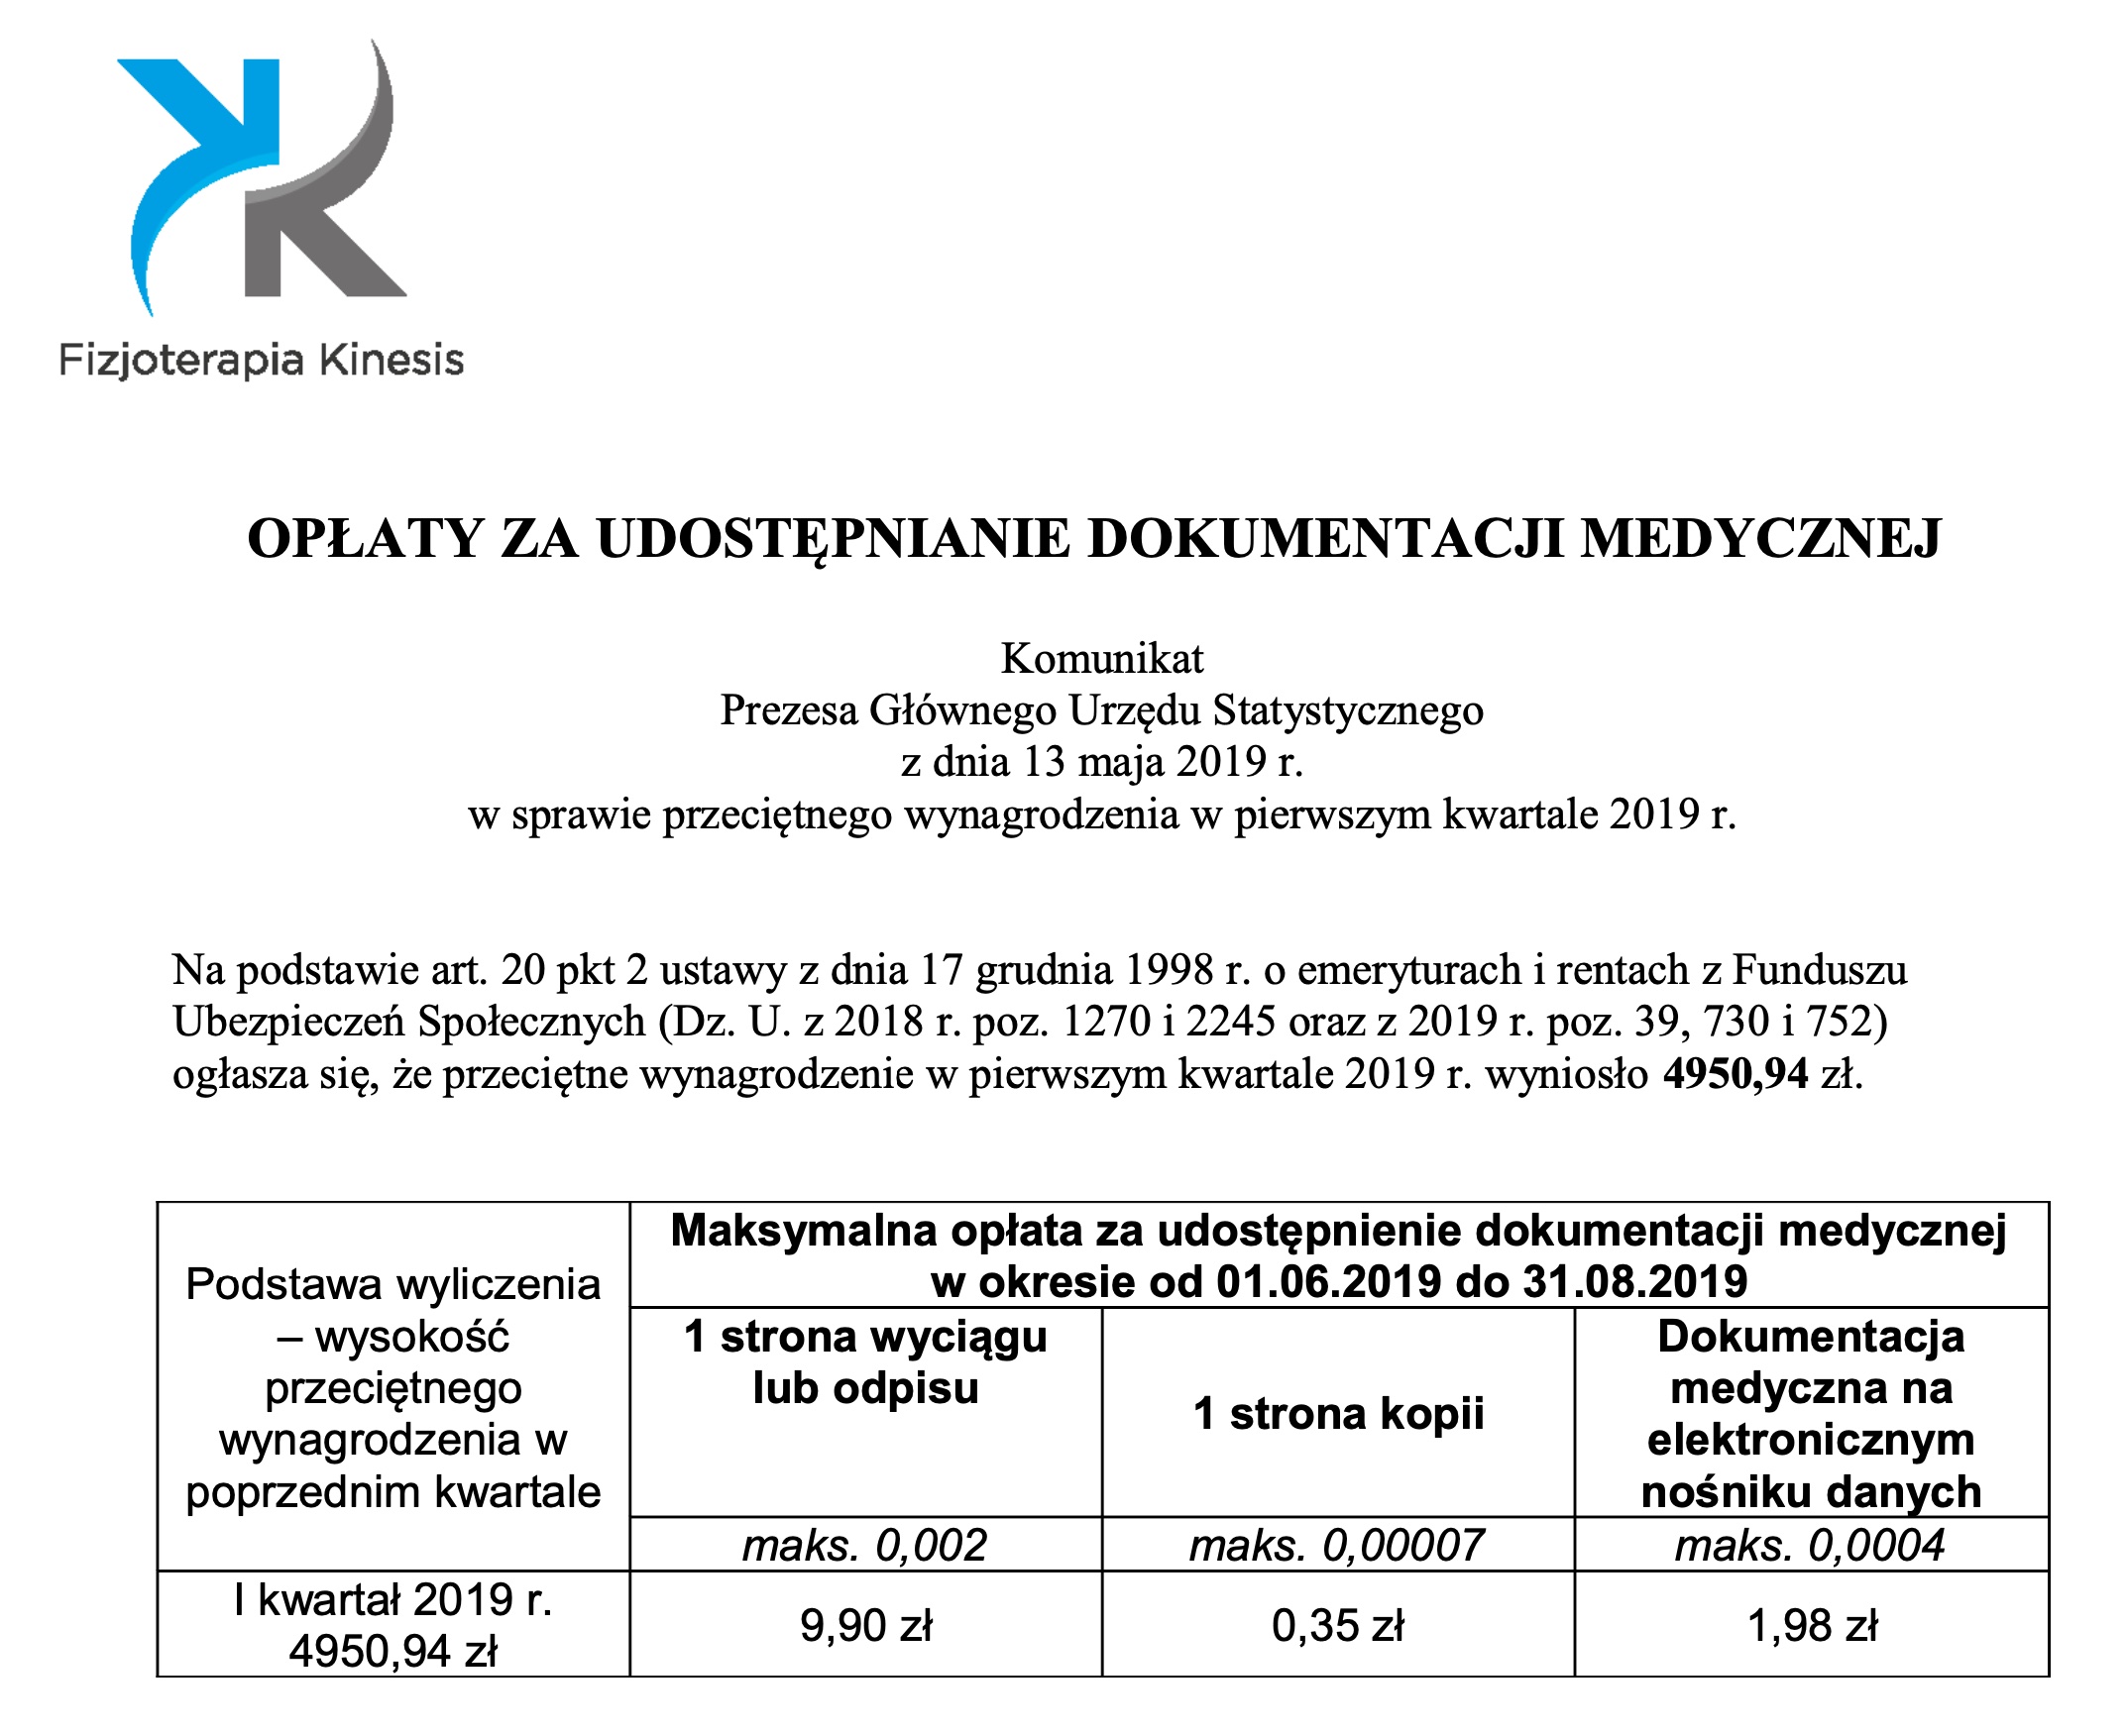 Fizjoterapia Kinesis
OPŁATY ZA UDOSTĘPNIANIE DOKUMENTACJI MEDYCZNEJ
Komunikat
Prezesa Głównego Urzędu Statystycznego
z dnia 13 maja 2019 r.
w sprawie przeciętnego wynagrodzenia w pierwszym kwartale 2019 r.
Na podstawie art. 20 pkt 2 ustawy z dnia 17 grudnia 1998 r. o emeryturach i rentach z Funduszu
Ubezpieczeń Społecznych (Dz. U. z 2018 r. poz. 1270 i 2245 oraz z 2019 r. poz. 39, 730 i 752)
ogłasza się, że przeciętne wynagrodzenie w pierwszym kwartale 2019 r. wyniosło 4950,94 zł.
Podstawa wyliczenia
– wysokość
przeciętnego
wynagrodzenia w
poprzednim kwartale
Maksymalna opłata za udostępnienie dokumentacji medycznej
w okresie od 01.06.2019 do 31.08.2019
1 strona wyciągu
lub odpisu
1 strona kopii
Dokumentacja
medyczna na
elektronicznym
nośniku danych
maks. 0,002
maks. 0,00007
maks. 0,0004
I kwartał 2019 r.
4950,94 zł
9,90 zł
0,35 zł
1,98 zł